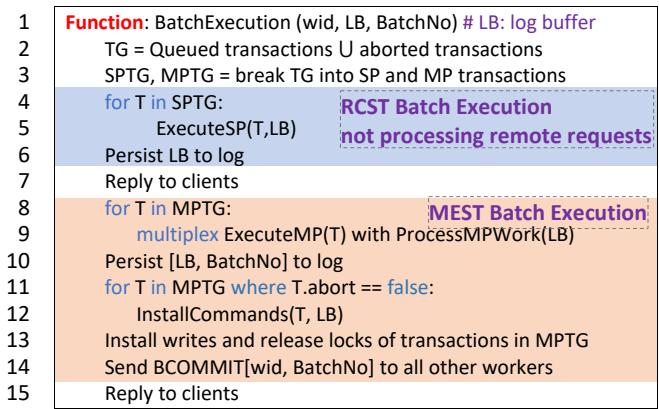 1 Function: BatchExecution (wid, LB, BatchNo) # LB: log buffer
2 TG = Queued transactions ∪ aborted transactions
3 SPTG, MPTG = break TG into SP and MP transactions
4 for T in SPTG: RCST Batch Execution
5 ExecuteSP(T,LB) not processing remote requests
6 Persist LB to log
7 Reply to clients
8 for T in MPTG: MEST Batch Execution
9 multiplex ExecuteMP(T) with ProcessMPWork(LB)
10 Persist [LB, BatchNo] to log
11 for T in MPTG where T.abort == false:
12 InstallCommands(T, LB)
13 Install writes and release locks of transactions in MPTG
14 Send BCOMMIT[wid, BatchNo] to all other workers
15 Reply to clients